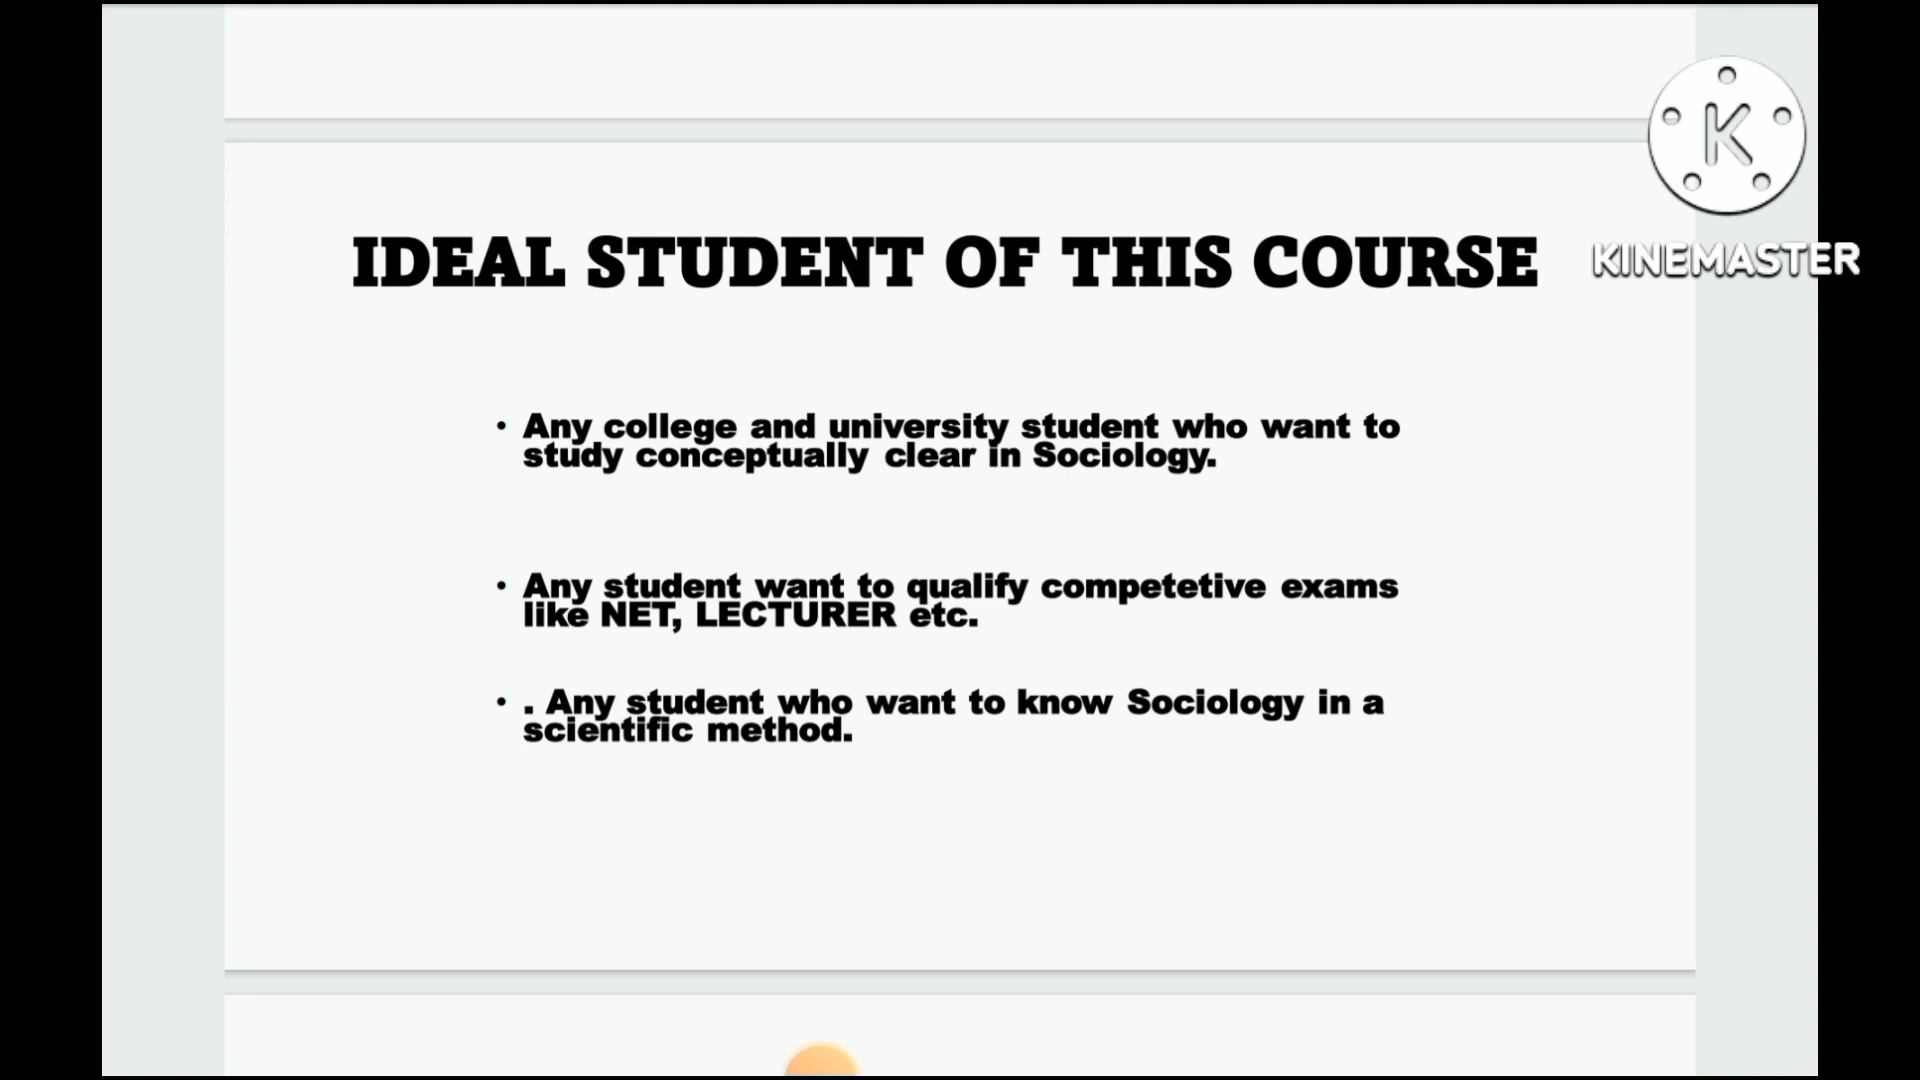 IDEAL STUDENT OF THIS COURSE
K
KINEMASTER
• Any college and university student who want to
study conceptually clear in Sociology.
• Any student want to qualify competetive exams
like NET, LECTURER etc.
• . Any student who want to know Sociology in a
scientific method.